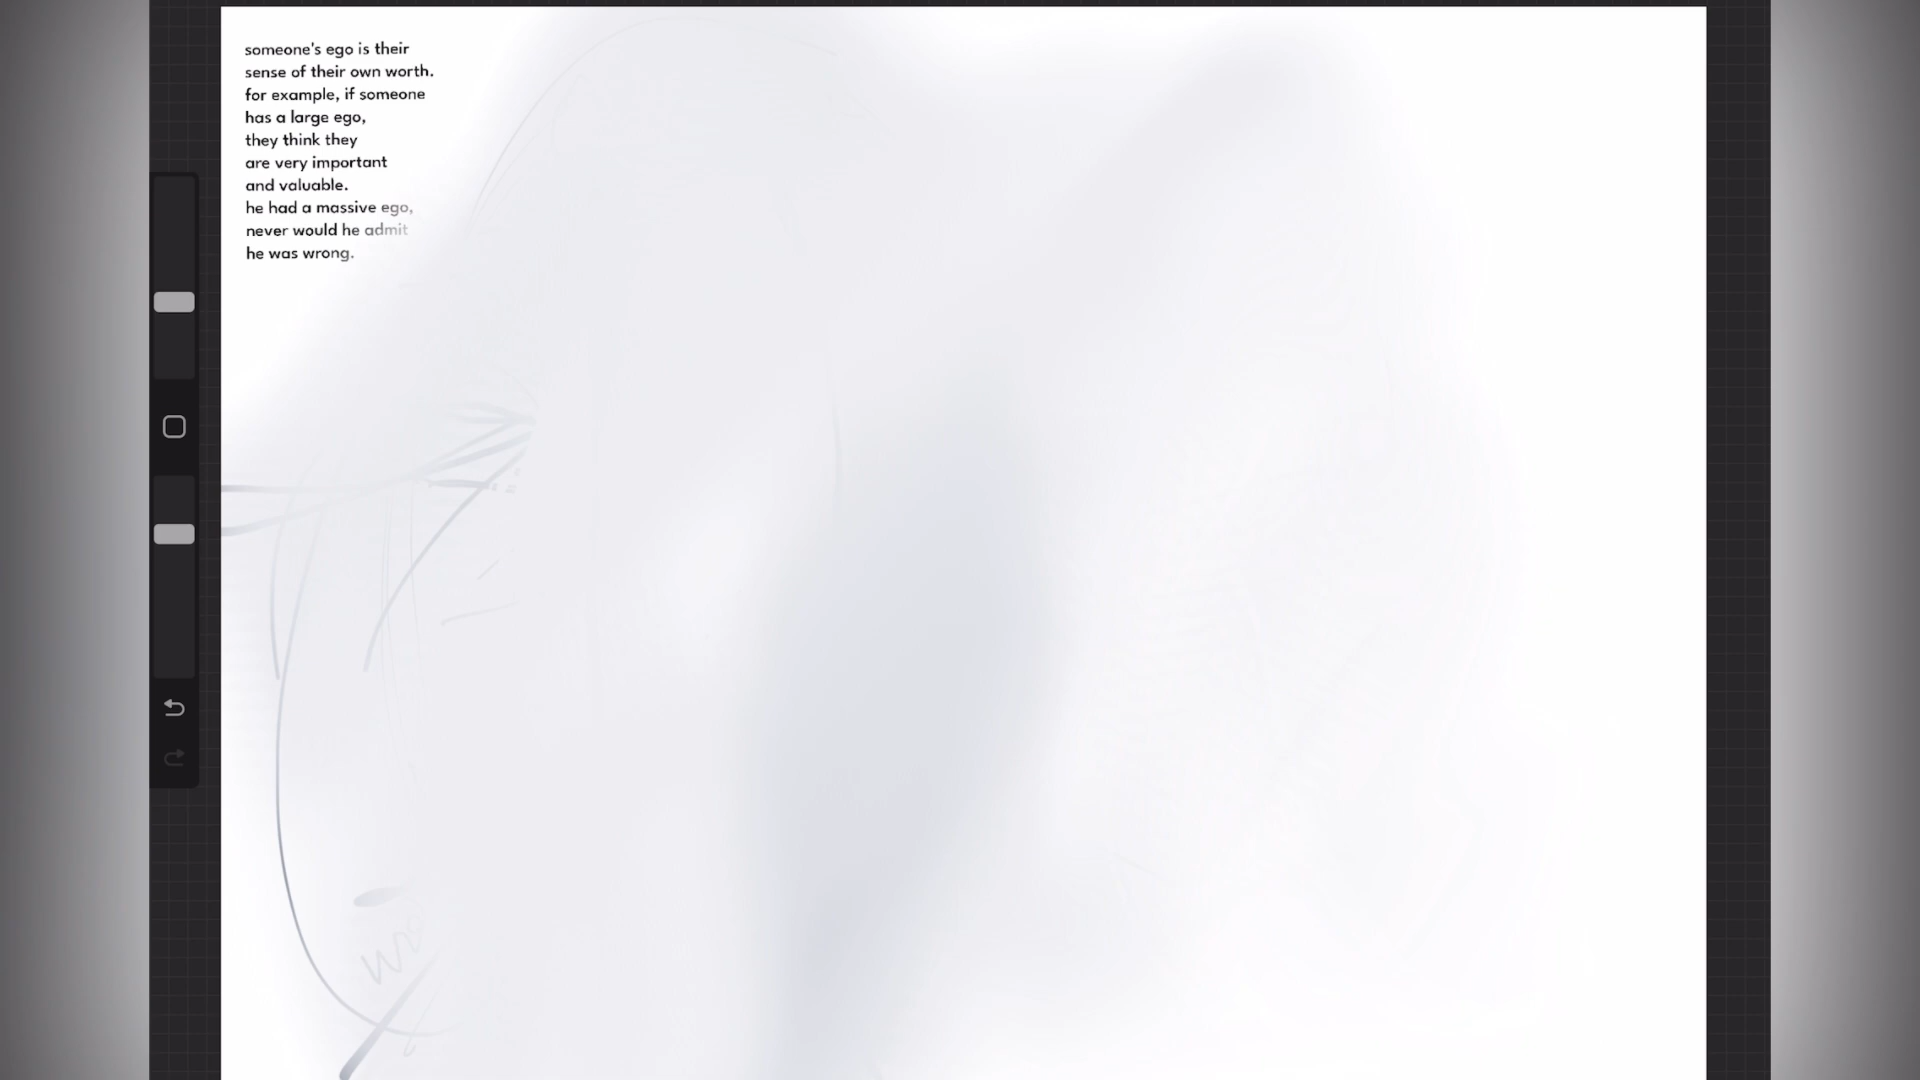 someone's ego is their
sense of their own worth.
for example, if someone
has a large ego,
they think they
are very important
and valuable.
he had a massive ego,
never would he admit
he was wrong.